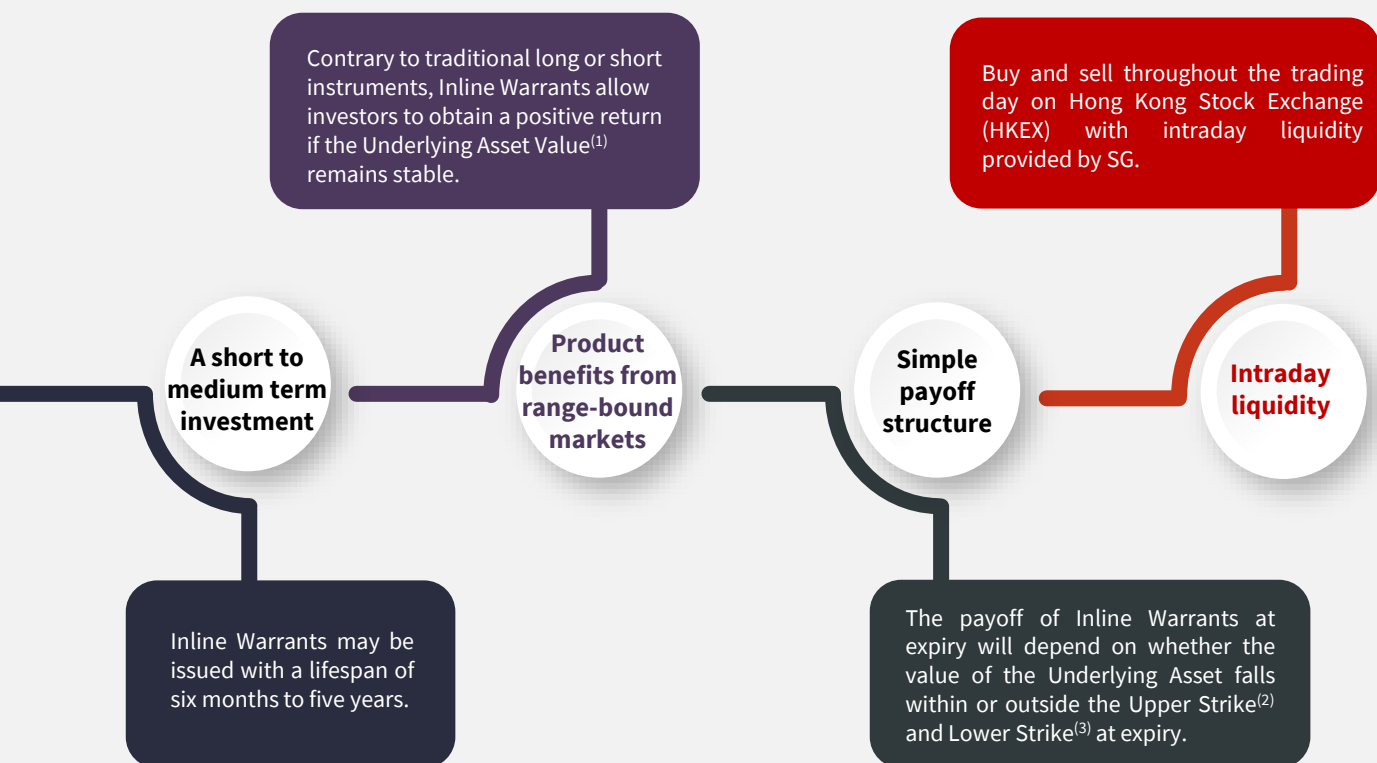 Contrary to traditional long or short
instruments, Inline Warrants allow
investors to obtain a positive return
if the Underlying Asset Value(1)
remains stable.
Buy and sell throughout the trading
day on Hong Kong Stock Exchange
(HKEX) with intraday liquidity
provided by SG.
A short to
medium term
investment
Product
benefits from
range-bound
markets
Simple
payoff
structure
Intraday
liquidity
Inline Warrants may be
issued with a lifespan of
six months to five years.
The payoff of Inline Warrants at
expiry will depend on whether the
value of the Underlying Asset falls
within or outside the Upper Strike(2)
and Lower Strike(3) at expiry.